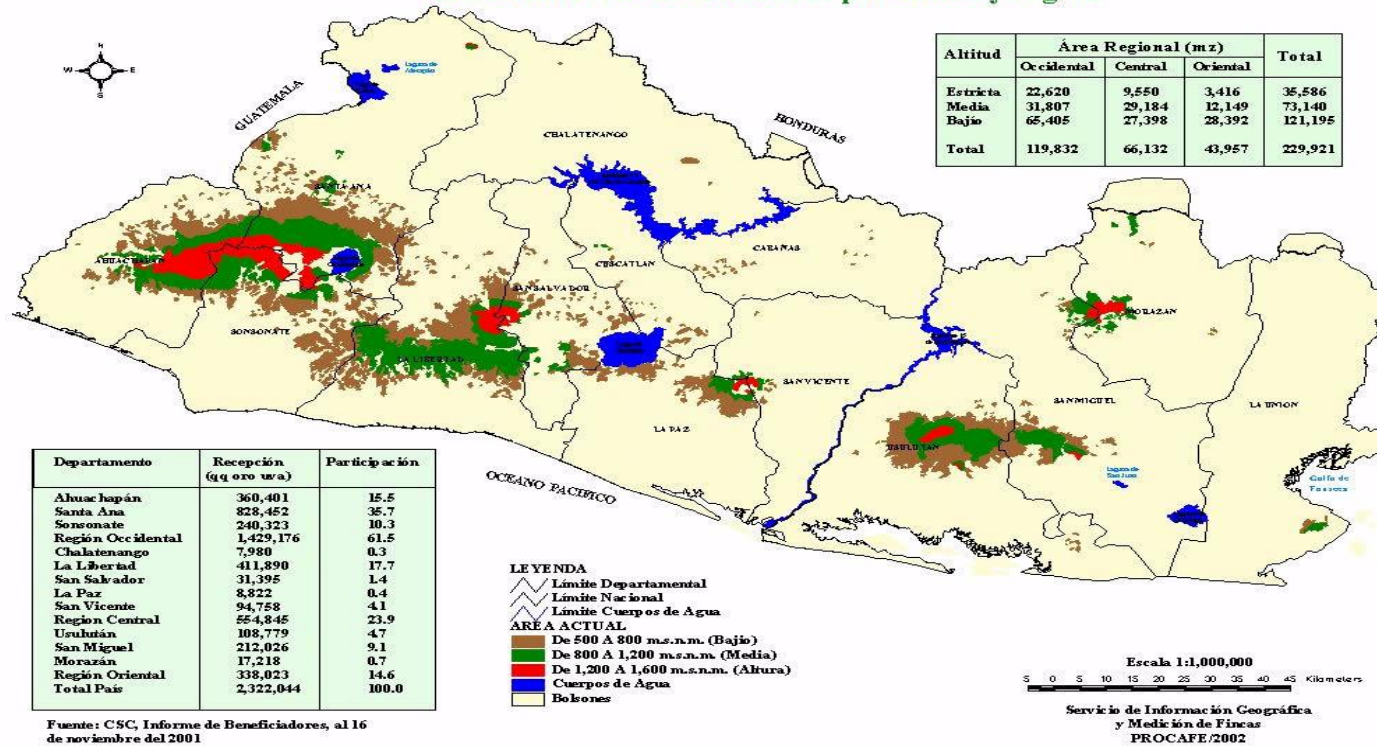 N
W E
S
GUATEMALA
HONDURAS
CHALATENANGO
SANTA ANA
AHUACHAPAN
SONSONATE
LA LIBERTAD
SAN SALVADOR
CUSCATLAN
CABAÑAS
LA PAZ
SAN VICENTE
USULUTAN
SAN MIGUEL
MORAZAN
LA UNION
Laguna de
San Juan
Golfo de
Fonseca
OCEANO PACIFICO
Altitud Área Regional (mz) Total
Occidental Central Oriental
Estricta 22,620 9,550 3,416 35,586
Media 31,807 29,184 12,149 73,140
Bajío 65,405 27,398 28,392 121,195
Total 119,832 66,132 43,957 229,921
Departamento Recepción Participación
(qq oro uva)
Ahuachapán 360,401 15.5
Santa Ana 828,452 35.7
Sonsonate 240,323 10.3
Región Occidental 1,429,176 61.5
Chalatenango 7,980 0.3
La Libertad 411,890 17.7
San Salvador 31,395 1.4
La Paz 8,822 0.4
San Vicente 94,758 4.1
Region Central 554,845 23.9
Usulután 108,779 4.7
San Miguel 212,026 9.1
Morazán 17,218 0.7
Región Oriental 338,023 14.6
Total País 2,322,044 100.0
Fuente: CSC, Informe de Beneficiadores, al 16
de noviembre del 2001
LEYENDA
Límite Departamental
Límite Nacional
Límite Cuerpos de Agua
AREA ACTUAL
De 500 A 800 m.s.n.m. (Bajío)
De 800 A 1,200 m.s.n.m. (Media)
De 1,200 A 1,600 m.s.n.m. (Altura)
Cuerpos de Agua
Bolsones
Escala 1:1,000,000
5 0 5 10 15 20 25 30 35 40 45 Kilometers
Servicio de Información Geográfica
y Medición de Fincas
PROCAFE/2002